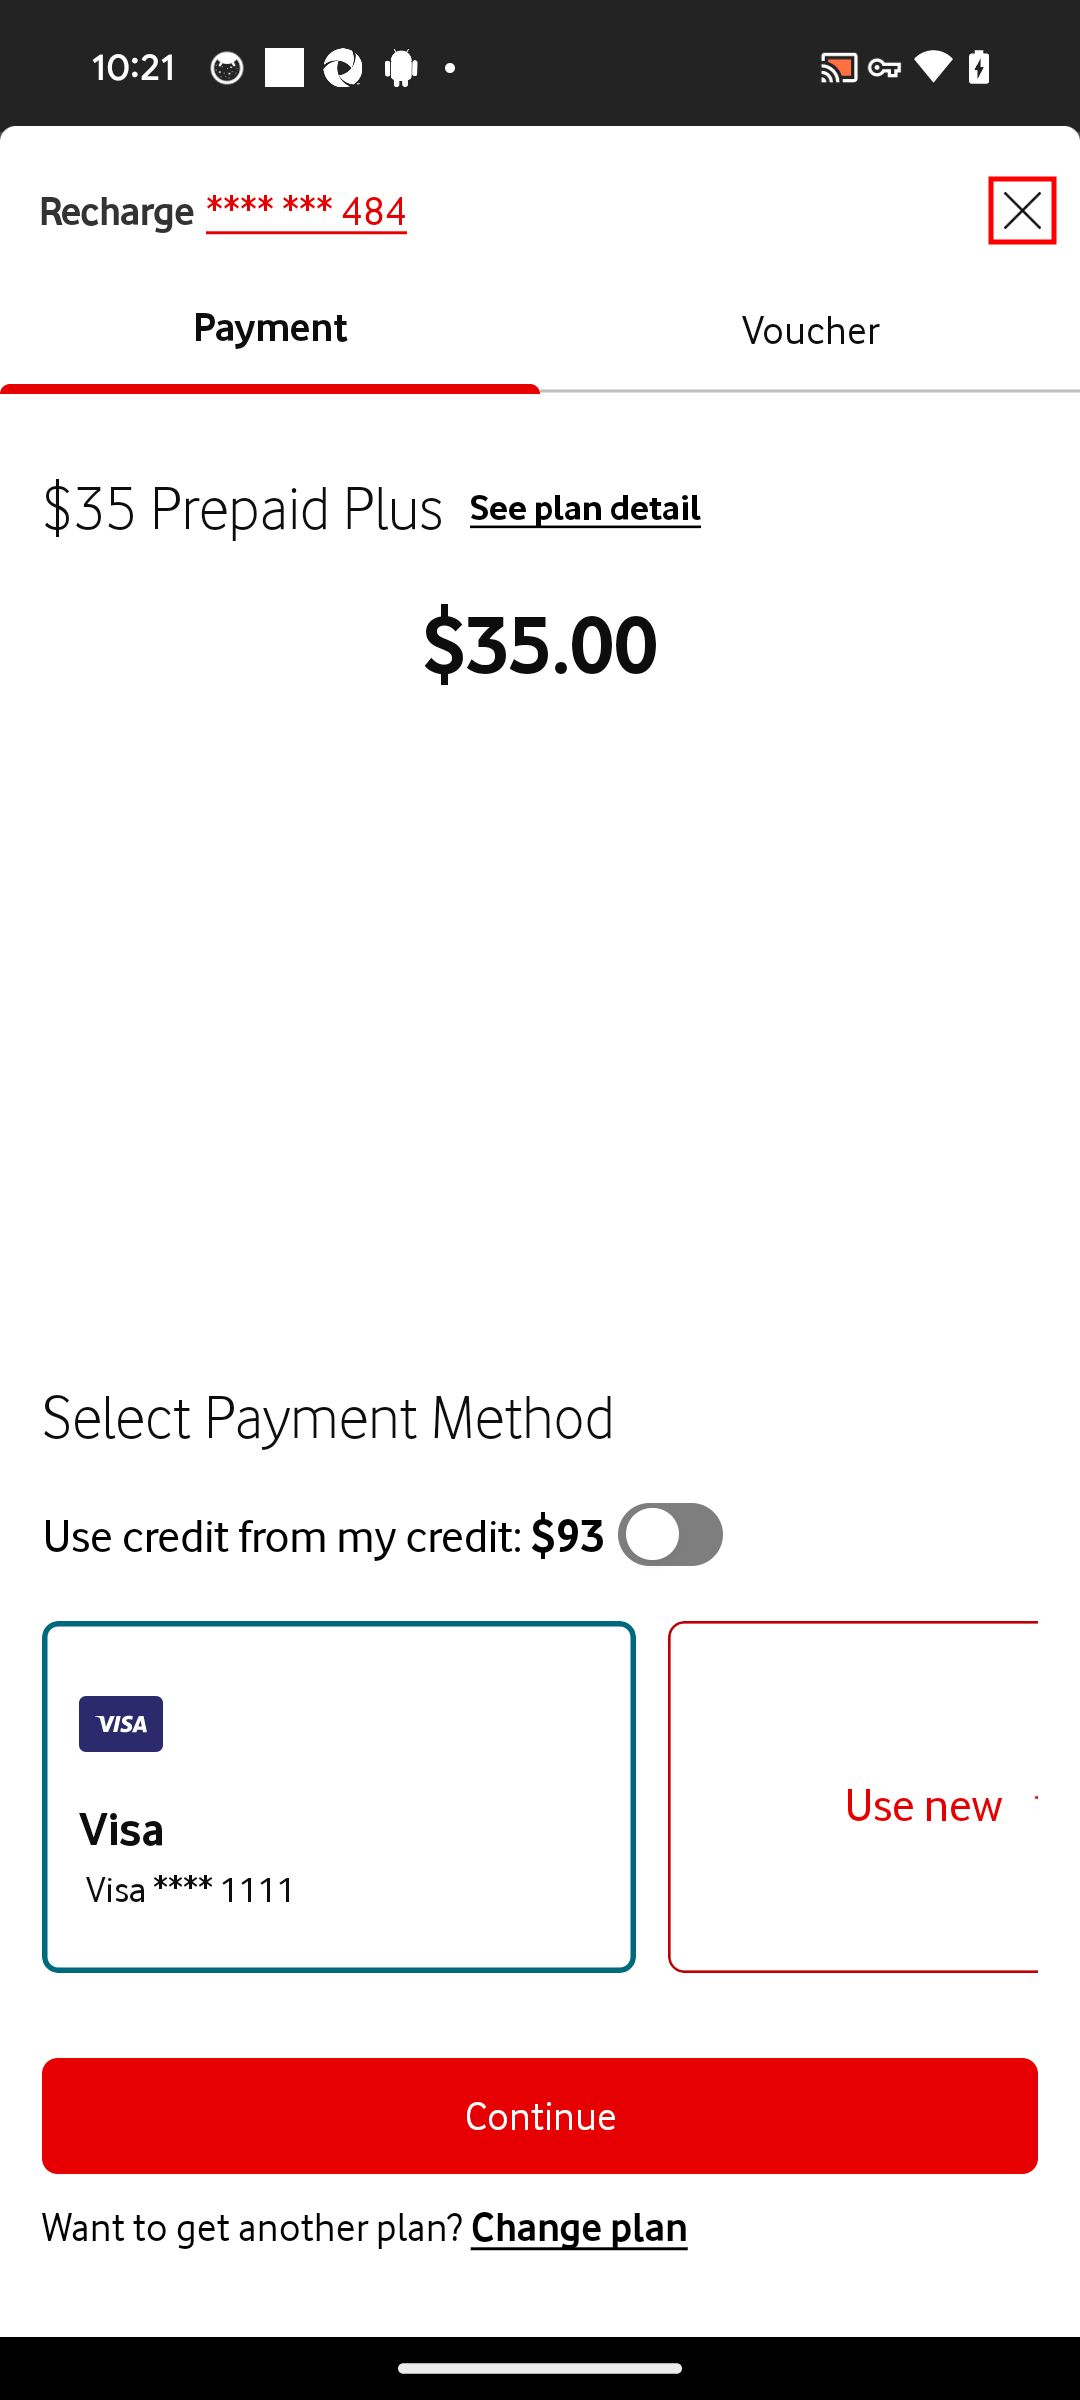 10:21
Recharge **** *** 484
Payment
Voucher
$35 Prepaid Plus See plan detail
$35.00
Select Payment Method
Use credit from my credit: $93
VISA
Visa
Visa **** 1111
Use new
Continue
Want to get another plan? Change plan